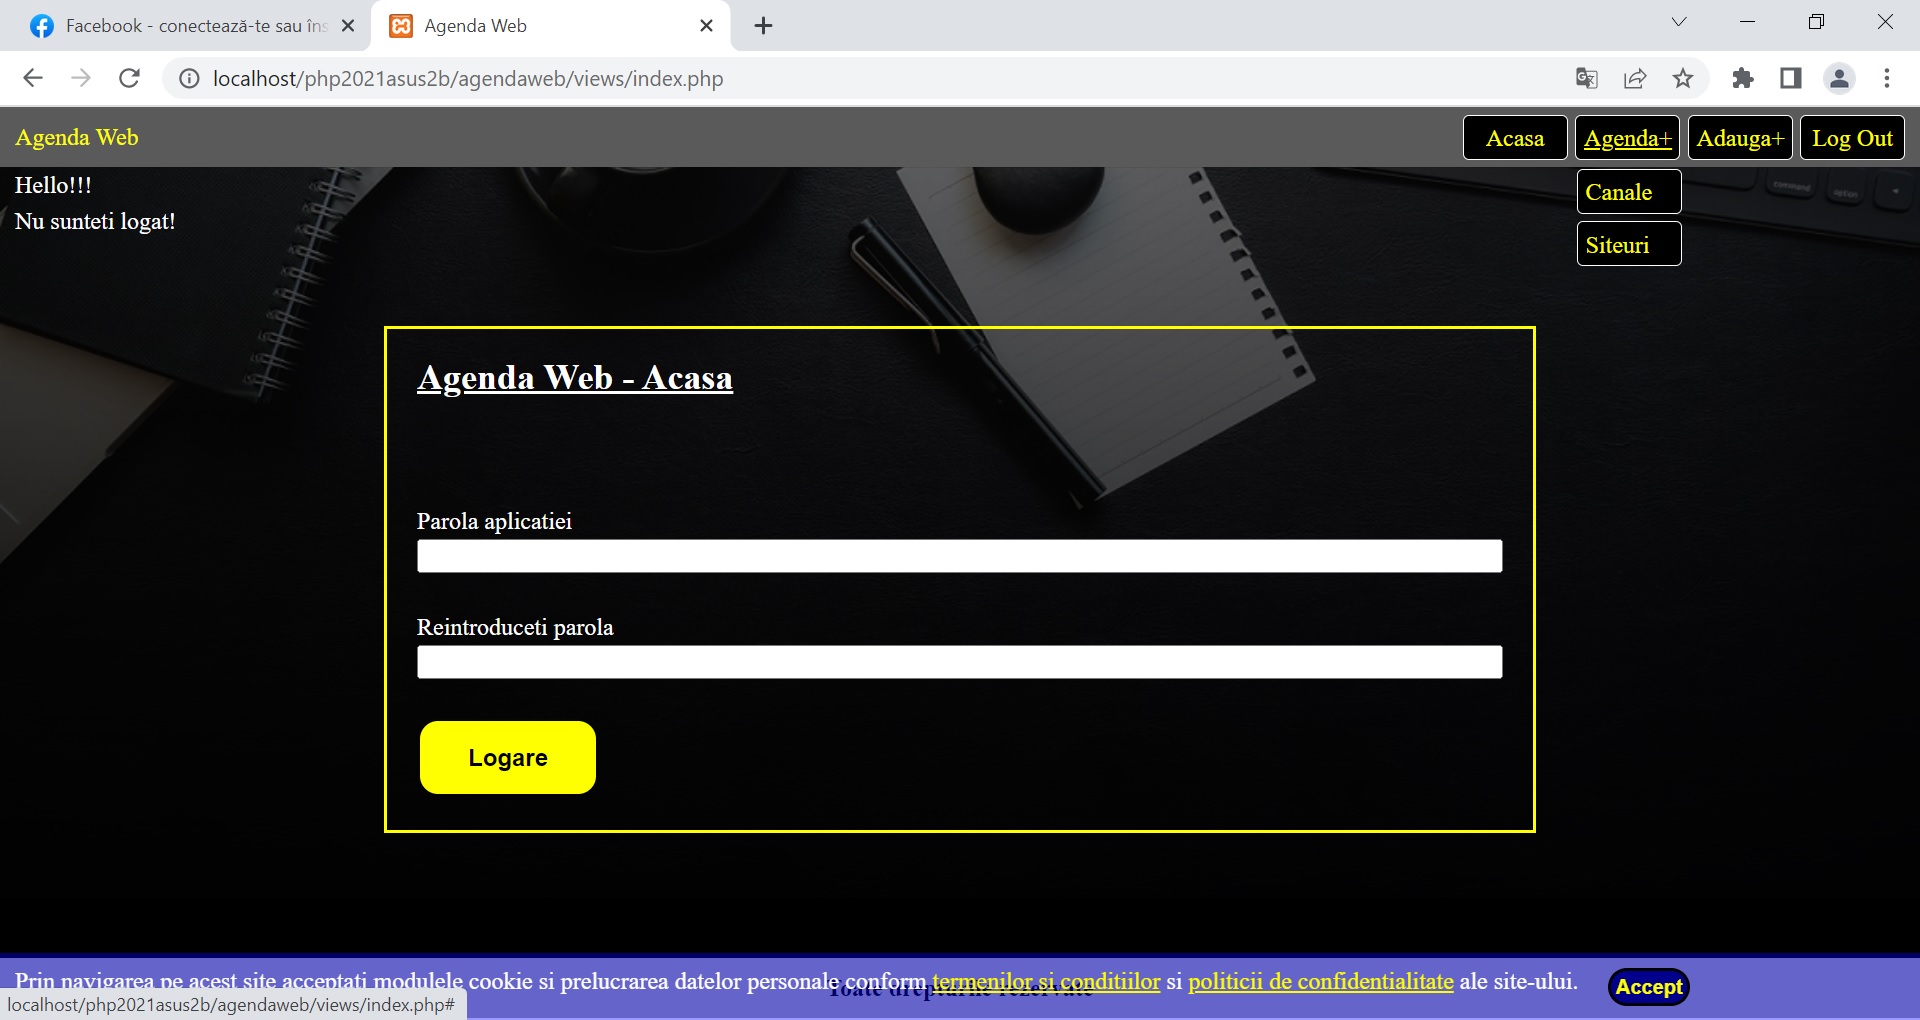 Facebook - conectează-te sau îns
Agenda Web
localhost/php2021asus2b/agendaweb/views/index.php
Agenda Web
Acasa
Agenda+
Adauga+
Log Out
Hello!!!
Nu sunteti logat!
Canale
Siteuri
command
option
Agenda Web - Acasa
Parola aplicatiei
Reintroduceti parola
Logare
Prin navigarea pe acest site acceptati modulele cookie si prelucrarea datelor personale conform termenilor si conditiilor si politicii de confidentialitate ale site-ului.
Accept
Toate drepturile rezervate
localhost/php2021asus2b/agendaweb/views/index.php#